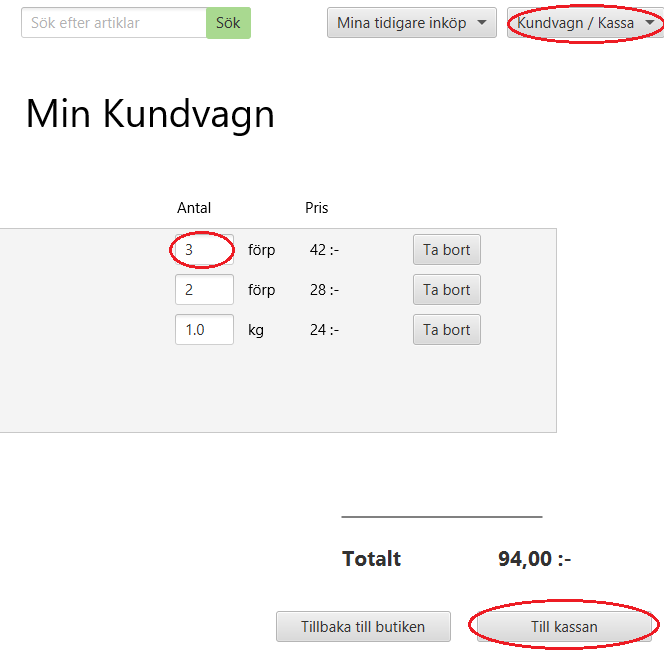 Sök efter artiklar Sök Mina tidigare inköp Kundvagn / Kassa
Min Kundvagn
Antal Pris
3 förp 42 :- Ta bort
2 förp 28 :- Ta bort
1.0 kg 24 :- Ta bort
Totalt 94,00 :-
Tillbaka till butiken Till kassan